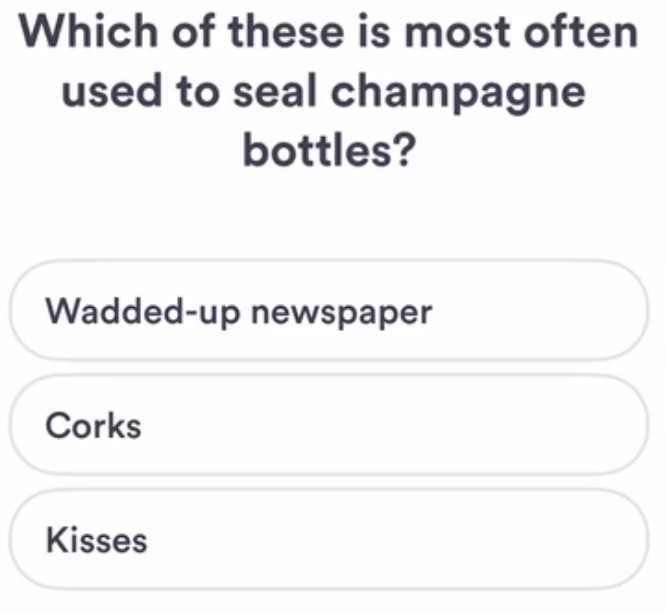 Which of these is most often
used to seal champagne
bottles?
Wadded-up newspaper
Corks
Kisses